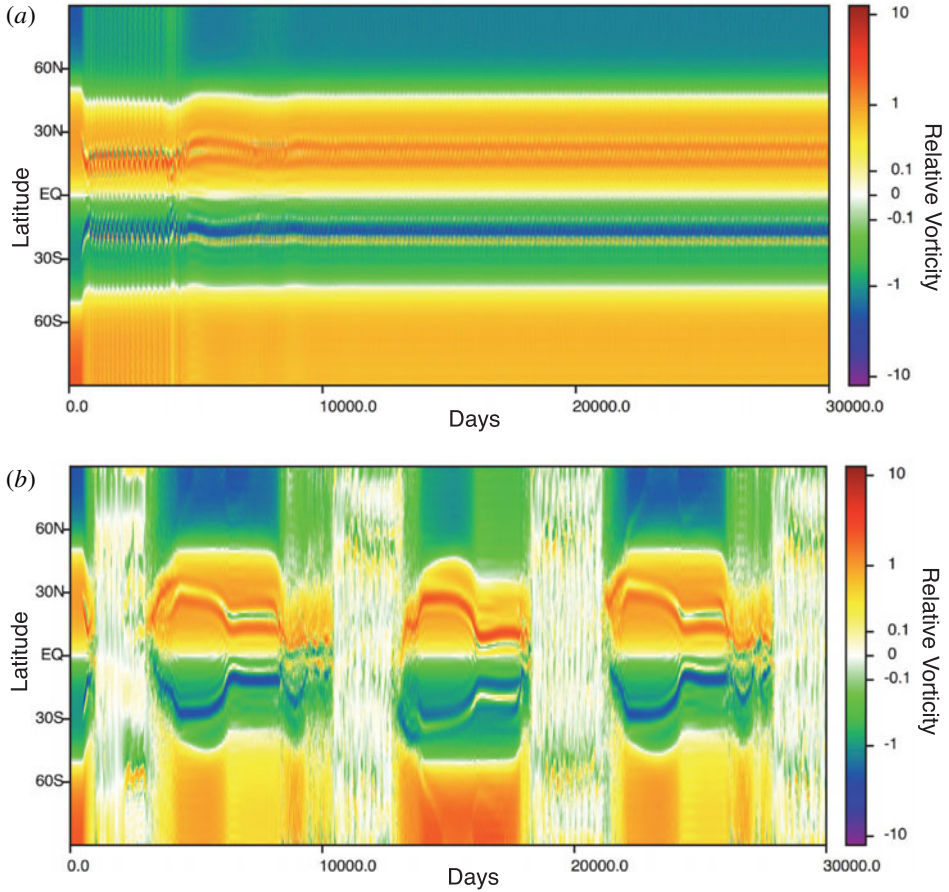 (a)
60N
30N
EQ
30S
60S
Latitude
0.0
10000.0
20000.0
30000.0
Days
10
1
0.1
0
-0.1
-1
-10
Relative Vorticity
(b)
60N
30N
EQ
30S
60S
Latitude
0.0
10000.0
20000.0
30000.0
Days
10
1
0.1
0
-0.1
-1
-10
Relative Vorticity